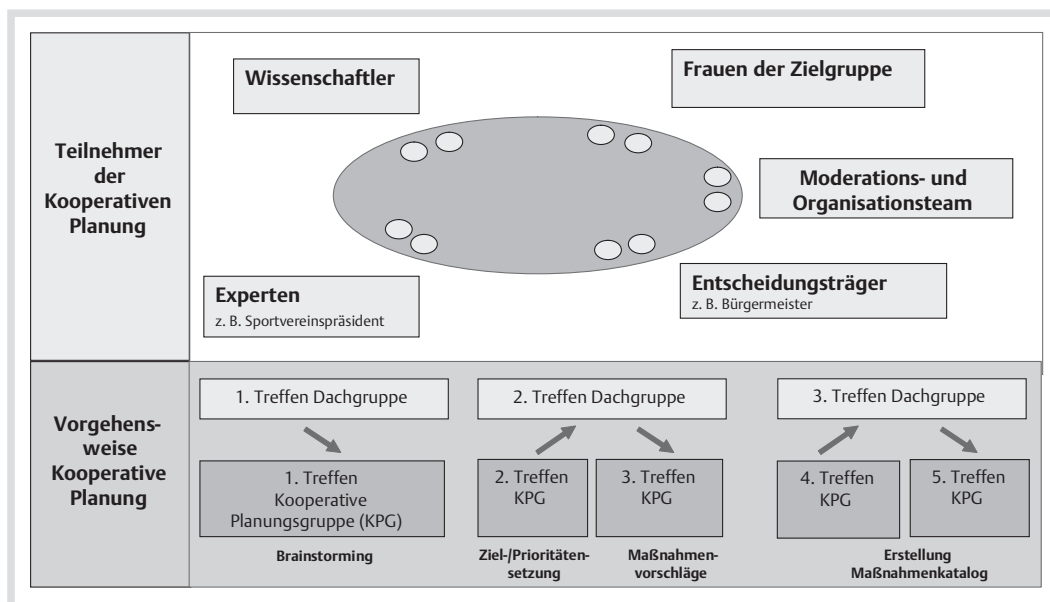 Teilnehmer
der
Kooperativen
Planung
Wissenschaftler
Frauen der Zielgruppe
Moderations- und
Organisationsteam
Experten
z. B. Sportvereinspräsident
Entscheidungsträger
z. B. Bürgermeister
Vorgehens-
weise
Kooperative
Planung
1. Treffen Dachgruppe
2. Treffen Dachgruppe
3. Treffen Dachgruppe
1. Treffen
Kooperative
Planungsgruppe (KPG)
2. Treffen
KPG
3. Treffen
KPG
4. Treffen
KPG
5. Treffen
KPG
Brainstorming
Ziel-/Prioritäten-
setzung
Maßnahmen-
vorschläge
Erstellung
Maßnahmenkatalog